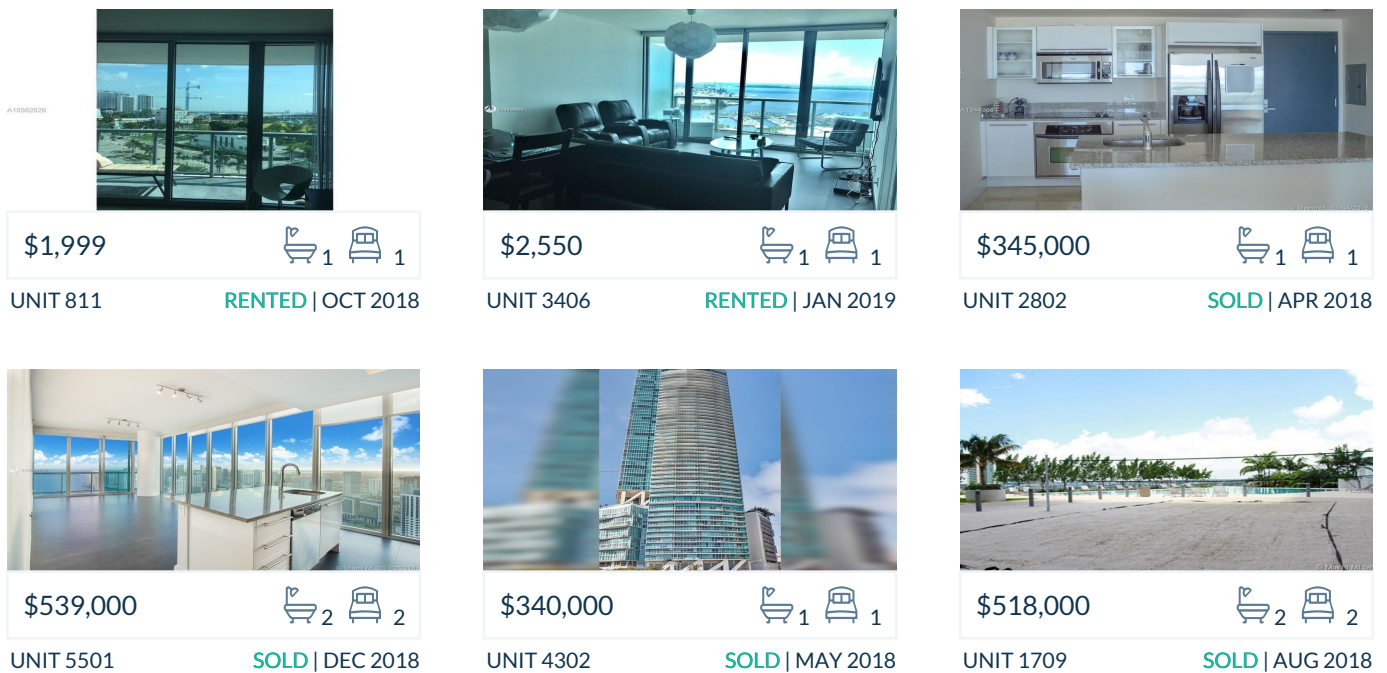 A10562626
$1,999 1 1
UNIT 811 RENTED | OCT 2018
$2,550 1 1
UNIT 3406 RENTED | JAN 2019
$345,000 1 1
UNIT 2802 SOLD | APR 2018
$539,000 2 2
UNIT 5501 SOLD | DEC 2018
$340,000 1 1
UNIT 4302 SOLD | MAY 2018
$518,000 2 2
UNIT 1709 SOLD | AUG 2018